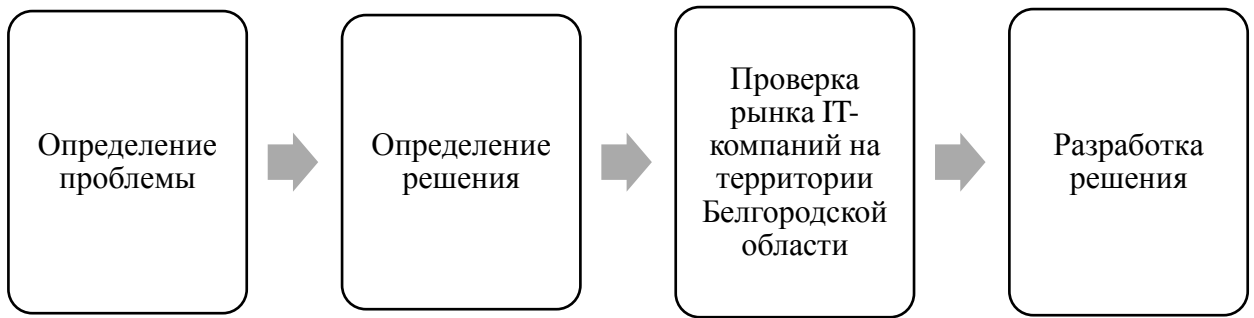 Определение
проблемы
Определение
решения
Проверка
рынка IT-
компаний на
территории
Белгородской
области
Разработка
решения